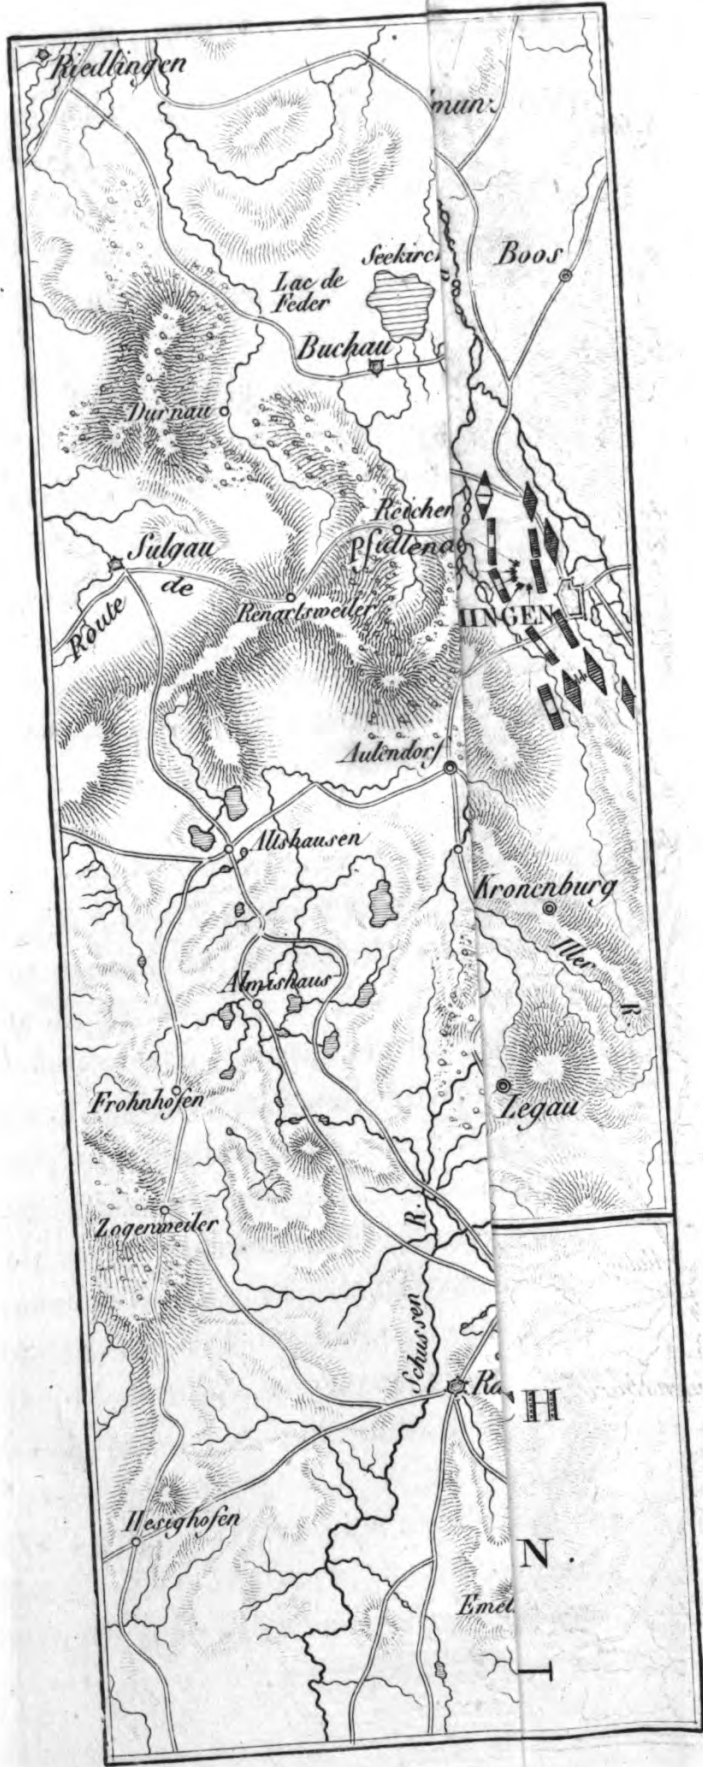 Riedlingen
Seekirch
Boos
Lac de
Feder
Buchau
Durnau
Reichen
Sulgau
Pfullend
Route de
Renartsweiler
INGEN
Aulendorf
Altshausen
Kronenburg
Iller R.
Almishaus
Frohnhofen
Legau
Zogenweiler
Schussen R.
Ra
CH
Hesighofen
N.
Emel
I